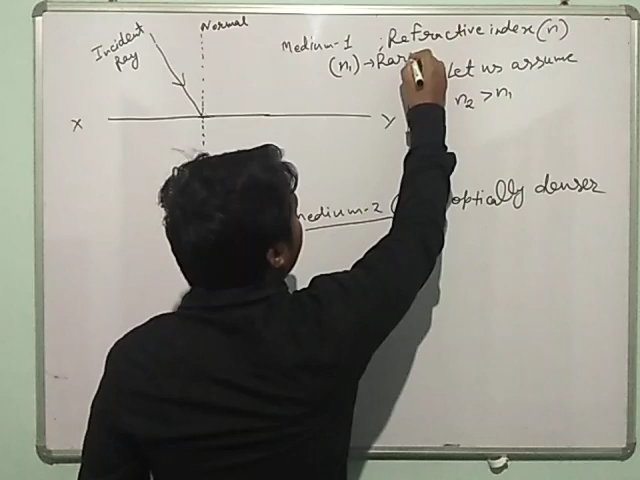 Normal
Incident
Ray
Medium-1
Refractive index (n)
(n₁) → Rar
Let us assume
n₂ > n₁
X
Y
medium-2 (
optically denser